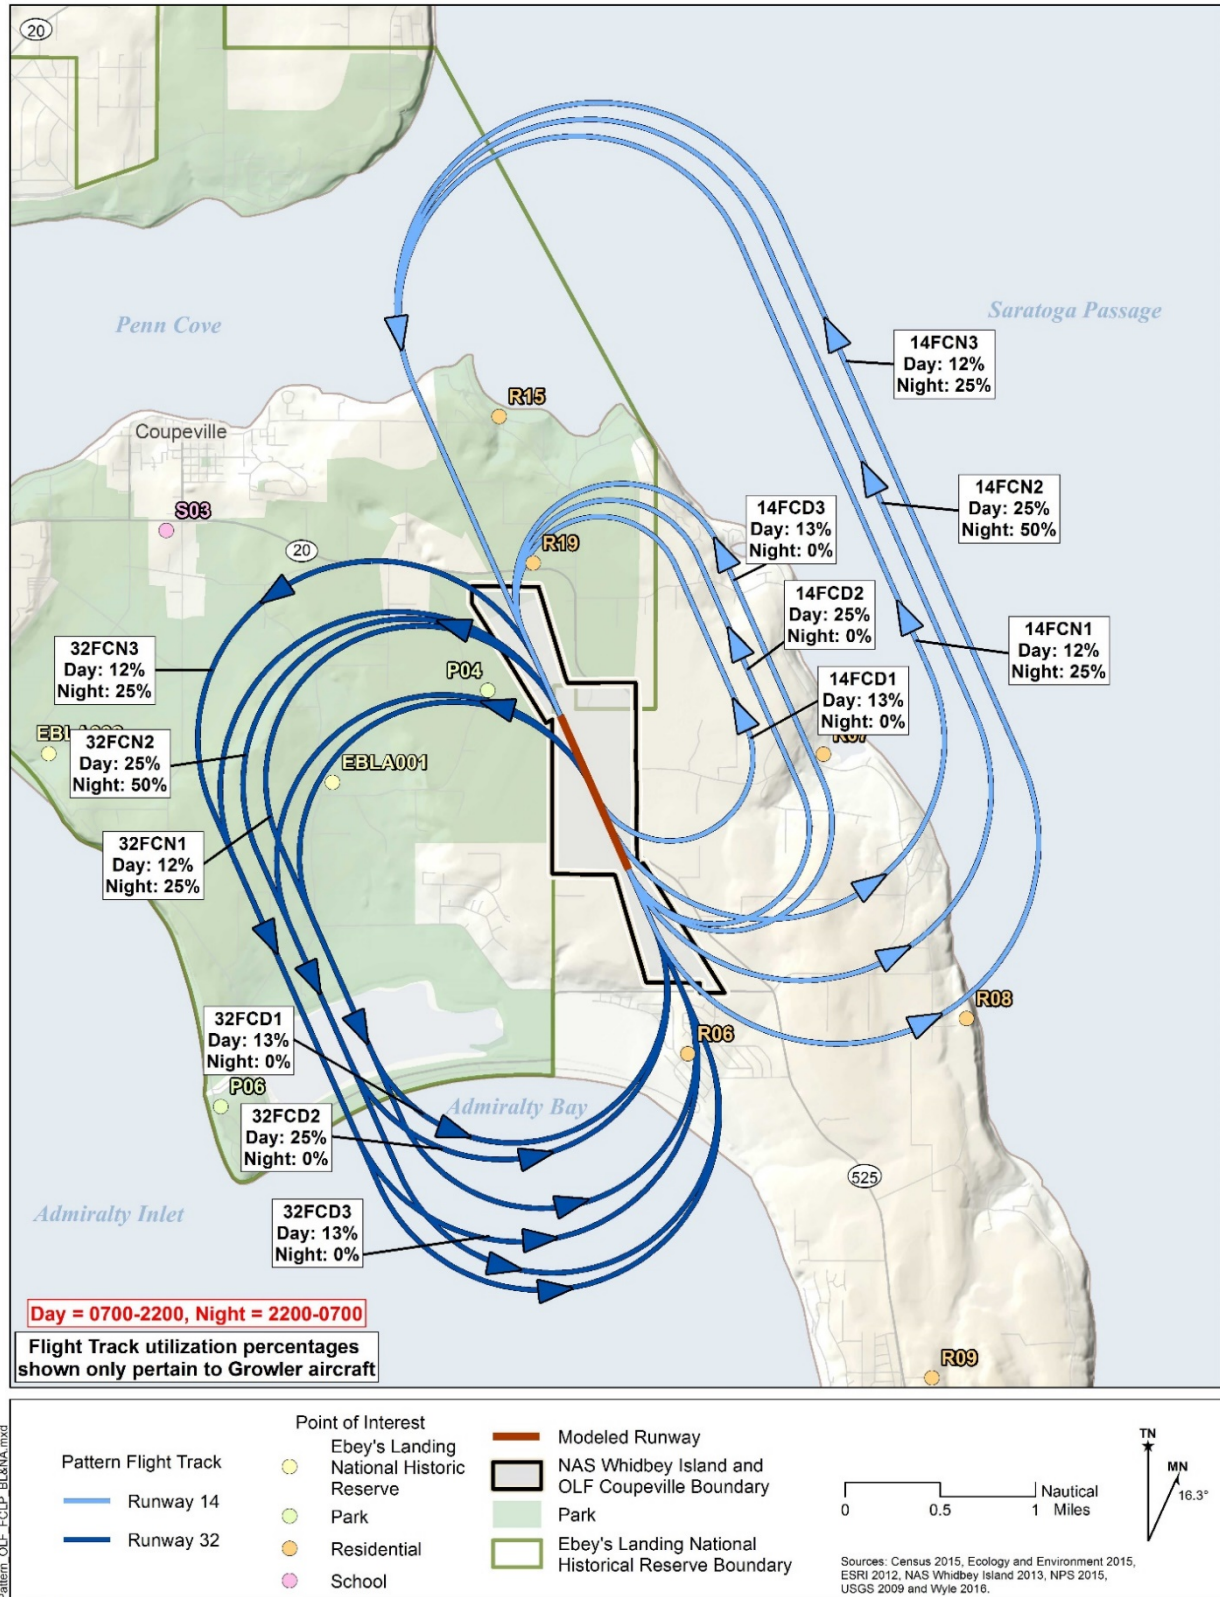 20
Penn Cove
Saratoga Passage
14FCN3
Day: 12%
Night: 25%
R15
Coupeville
14FCN2
Day: 25%
Night: 50%
14FCD3
Day: 13%
Night: 0%
S03
20
R19
14FCD2
Day: 25%
Night: 0%
14FCN1
Day: 12%
Night: 25%
32FCN3
Day: 12%
Night: 25%
P04
14FCD1
Day: 13%
Night: 0%
32FCN2
Day: 25%
Night: 50%
EBLA001
32FCN1
Day: 12%
Night: 25%
32FCD1
Day: 13%
Night: 0%
R08
R06
P06
32FCD2
Day: 25%
Night: 0%
Admiralty Bay
525
Admiralty Inlet
32FCD3
Day: 13%
Night: 0%
Day = 0700-2200, Night = 2200-0700
Flight Track utilization percentages
shown only pertain to Growler aircraft
R09
Pattern Flight Track
Runway 14
Runway 32
Point of Interest
Ebey's Landing
National Historic
Reserve
Park
Residential
School
Modeled Runway
NAS Whidbey Island and
OLF Coupeville Boundary
Park
Ebey's Landing National
Historical Reserve Boundary
0 0.5 1
Nautical
Miles
TN
MN
16.3°
Sources: Census 2015, Ecology and Environment 2015,
ESRI 2012, NAS Whidbey Island 2013, NPS 2015,
USGS 2009 and Wyle 2016.